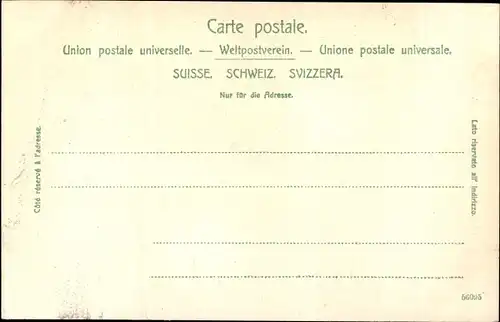 Carte postale.
Union postale universelle. — Weltpostverein. — Unione postale universale.
SUISSE. SCHWEIZ. SVIZZERA.
Nur für die Adresse.
Côté réservé à l'adresse.
Lato riservato all' indirizzo.
56095